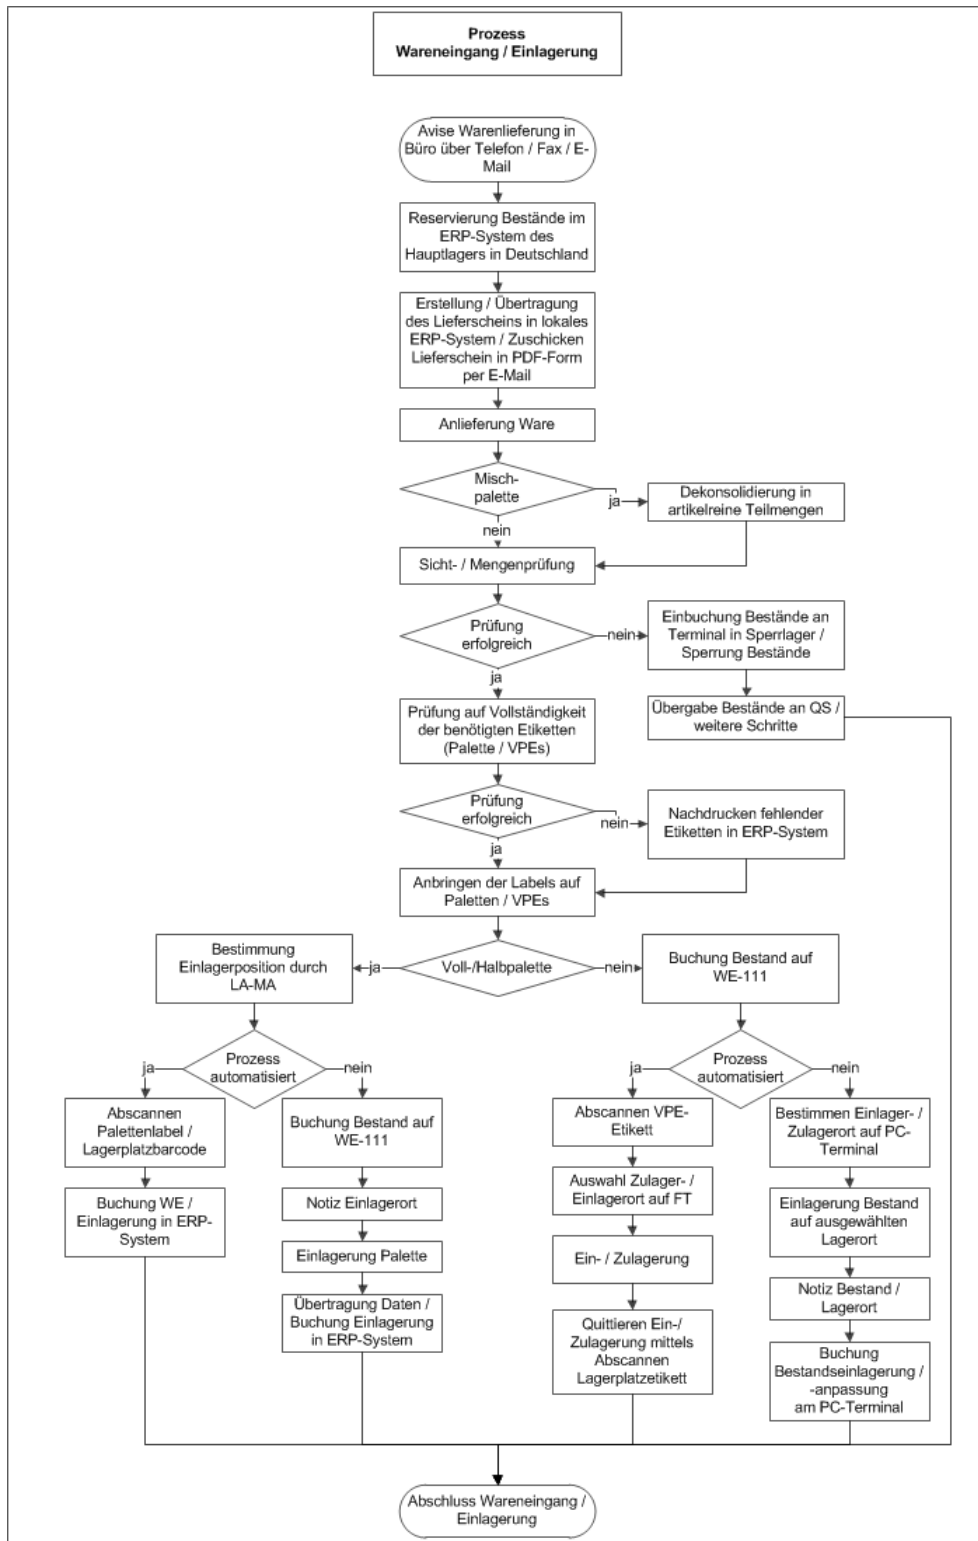 Prozess
Wareneingang / Einlagerung
Avise Warenlieferung in
Büro über Telefon / Fax / E-
Mail
Reservierung Bestände im
ERP-System des
Hauptlagers in Deutschland
Erstellung / Übertragung
des Lieferscheins in lokales
ERP-System / Zuschicken
Lieferschein in PDF-Form
per E-Mail
Anlieferung Ware
Misch-
palette
ja
Dekonsolidierung in
artikelreine Teilmengen
nein
Sicht- / Mengenprüfung
Prüfung
erfolgreich
nein
Einbuchung Bestände an
Terminal in Sperrlager /
Sperrung Bestände
ja
Übergabe Bestände an QS /
weitere Schritte
Prüfung auf Vollständigkeit
der benötigten Etiketten
(Palette / VPEs)
Prüfung
erfolgreich
nein
Nachdrucken fehlender
Etiketten in ERP-System
ja
Anbringen der Labels auf
Paletten / VPEs
Voll-/Halbpalette
ja
nein
Bestimmung
Einlagerposition durch
LA-MA
Buchung Bestand auf
WE-111
Prozess
automatisiert
ja
nein
Prozess
automatisiert
ja
nein
Abscannen
Palettenlabel /
Lagerplatzbarcode
Buchung WE /
Einlagerung in ERP-
System
Buchung Bestand auf
WE-111
Notiz Einlagerort
Einlagerung Palette
Übertragung Daten /
Buchung Einlagerung
in ERP-System
Abscannen VPE-
Etikett
Auswahl Zulager- /
Einlagerort auf FT
Ein- / Zulagerung
Quittieren Ein-/
Zulagerung mittels
Abscannen
Lagerplatzetikett
Bestimmen Einlager- /
Zulagerort auf PC-
Terminal
Einlagerung Bestand
auf ausgewählten
Lagerort
Notiz Bestand /
Lagerort
Buchung
Bestandseinlagerung /
-anpassung
am PC-Terminal
Abschluss Wareneingang /
Einlagerung